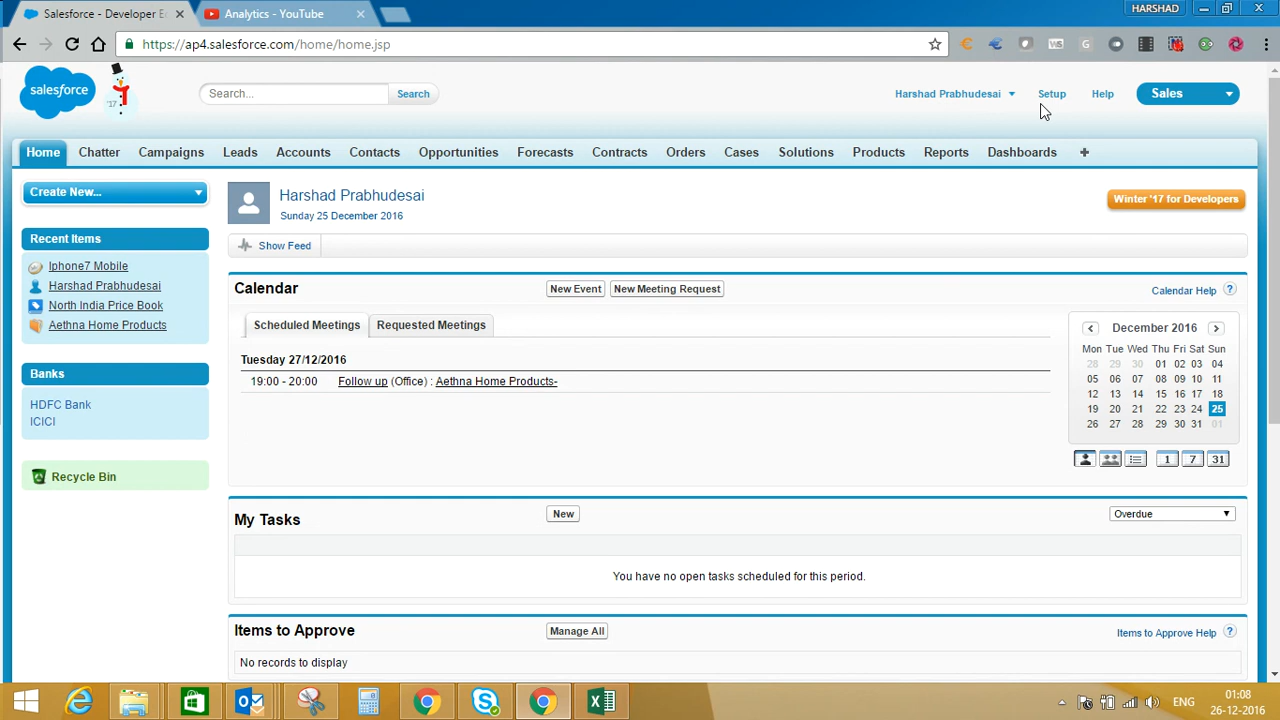 Salesforce - Developer E
Analytics - YouTube
HARSHAD
https://ap4.salesforce.com/home/home.jsp
salesforce
'17
Search...
Search
Harshad Prabhudesai
Setup
Help
Sales
Home
Chatter
Campaigns
Leads
Accounts
Contacts
Opportunities
Forecasts
Contracts
Orders
Cases
Solutions
Products
Reports
Dashboards
+
Create New...
Harshad Prabhudesai
Sunday 25 December 2016
Winter '17 for Developers
Recent Items
Iphone7 Mobile
Harshad Prabhudesai
North India Price Book
Aethna Home Products
Banks
HDFC Bank
ICICI
Recycle Bin
Show Feed
Calendar
New Event
New Meeting Request
Calendar Help ?
Scheduled Meetings
Requested Meetings
Tuesday 27/12/2016
19:00 - 20:00 Follow up (Office) : Aethna Home Products-
December 2016
Mon Tue Wed Thu Fri Sat Sun
28 29 30 01 02 03 04
05 06 07 08 09 10 11
12 13 14 15 16 17 18
19 20 21 22 23 24 25
26 27 28 29 30 31 01
1 7 31
My Tasks
New
Overdue
You have no open tasks scheduled for this period.
Items to Approve
Manage All
Items to Approve Help ?
No records to display
ENG
01:08
26-12-2016